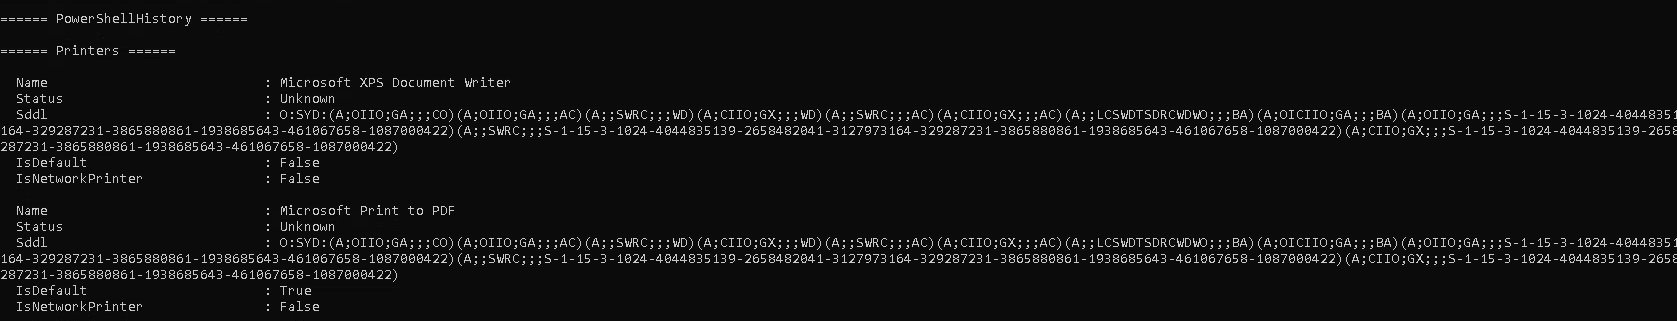 ====== PowerShellHistory ======
====== Printers ======
Name : Microsoft XPS Document Writer
Status : Unknown
Sddl : O:SYD:(A;OIIO;GA;;;CO)(A;OIIO;GA;;;AC)(A;;SWRC;;;WD)(A;CIIO;GX;;;WD)(A;;SWRC;;;AC)(A;CIIO;GX;;;AC)(A;;LCSWDTSDRCWDWO;;;BA)(A;OICIIO;GA;;;BA)(A;OIIO;GA;;;S-1-15-3-1024-40448351
164-329287231-3865880861-1938685643-461067658-1087000422)(A;;SWRC;;;S-1-15-3-1024-4044835139-2658482041-3127973164-329287231-3865880861-1938685643-461067658-1087000422)(A;CIIO;GX;;;S-1-15-3-1024-4044835139-2658
287231-3865880861-1938685643-461067658-1087000422)
IsDefault : False
IsNetworkPrinter : False
Name : Microsoft Print to PDF
Status : Unknown
Sddl : O:SYD:(A;OIIO;GA;;;CO)(A;OIIO;GA;;;AC)(A;;SWRC;;;WD)(A;CIIO;GX;;;WD)(A;;SWRC;;;AC)(A;CIIO;GX;;;AC)(A;;LCSWDTSDRCWDWO;;;BA)(A;OICIIO;GA;;;BA)(A;OIIO;GA;;;S-1-15-3-1024-40448351
164-329287231-3865880861-1938685643-461067658-1087000422)(A;;SWRC;;;S-1-15-3-1024-4044835139-2658482041-3127973164-329287231-3865880861-1938685643-461067658-1087000422)(A;CIIO;GX;;;S-1-15-3-1024-4044835139-2658
287231-3865880861-1938685643-461067658-1087000422)
IsDefault : True
IsNetworkPrinter : False